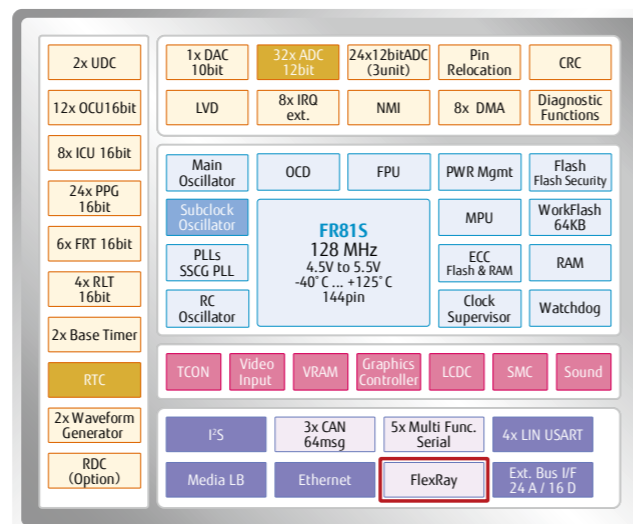 2x UDC
12x OCU16bit
8x ICU 16bit
24x PPG
16bit
6x FRT 16bit
4x RLT
16bit
2x Base Timer
RTC
2x Waveform
Generator
RDC
(Option)
1x DAC
10bit
32x ADC
12bit
24x12bitADC
(3unit)
Pin
Relocation
CRC
LVD
8x IRQ
ext.
NMI
8x DMA
Diagnostic
Functions
Main
Oscillator
OCD
FPU
PWR Mgmt
Flash
Flash Security
Subclock
Oscillator
FR81S
128 MHz
4.5V to 5.5V
-40°C ... +125°C
144pin
MPU
WorkFlash
64KB
PLLs
SSCG PLL
ECC
Flash & RAM
RAM
RC
Oscillator
Clock
Supervisor
Watchdog
TCON
Video
Input
VRAM
Graphics
Controller
LCDC
SMC
Sound
I²S
3x CAN
64msg
5x Multi Func.
Serial
4x LIN USART
Media LB
Ethernet
FlexRay
Ext. Bus I/F
24 A / 16 D